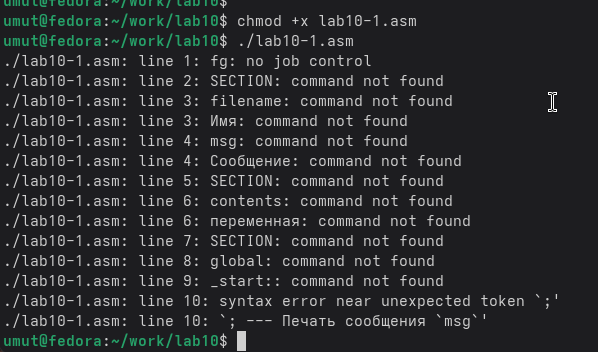 umut@fedora:~/work/lab10$ chmod +x lab10-1.asm
umut@fedora:~/work/lab10$ ./lab10-1.asm
./lab10-1.asm: line 1: fg: no job control
./lab10-1.asm: line 2: SECTION: command not found
./lab10-1.asm: line 3: filename: command not found
./lab10-1.asm: line 3: Имя: command not found
./lab10-1.asm: line 4: msg: command not found
./lab10-1.asm: line 4: Сообщение: command not found
./lab10-1.asm: line 5: SECTION: command not found
./lab10-1.asm: line 6: contents: command not found
./lab10-1.asm: line 6: переменная: command not found
./lab10-1.asm: line 7: SECTION: command not found
./lab10-1.asm: line 8: global: command not found
./lab10-1.asm: line 9: _start:: command not found
./lab10-1.asm: line 10: syntax error near unexpected token `;'
./lab10-1.asm: line 10: `; --- Печать сообщения `msg`'
umut@fedora:~/work/lab10$